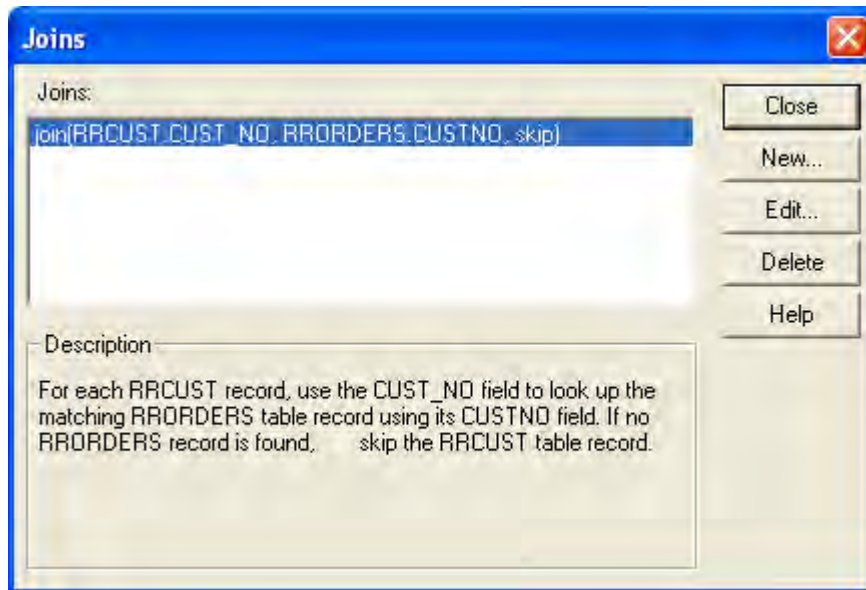 Joins
Joins:
join(RRCUST.CUST_NO, RRORDERS.CUSTNO, skip)
Close
New...
Edit...
Delete
Help
Description
For each RRCUST record, use the CUST_NO field to look up the
matching RRORDERS table record using its CUSTNO field. If no
RRORDERS record is found, skip the RRCUST table record.